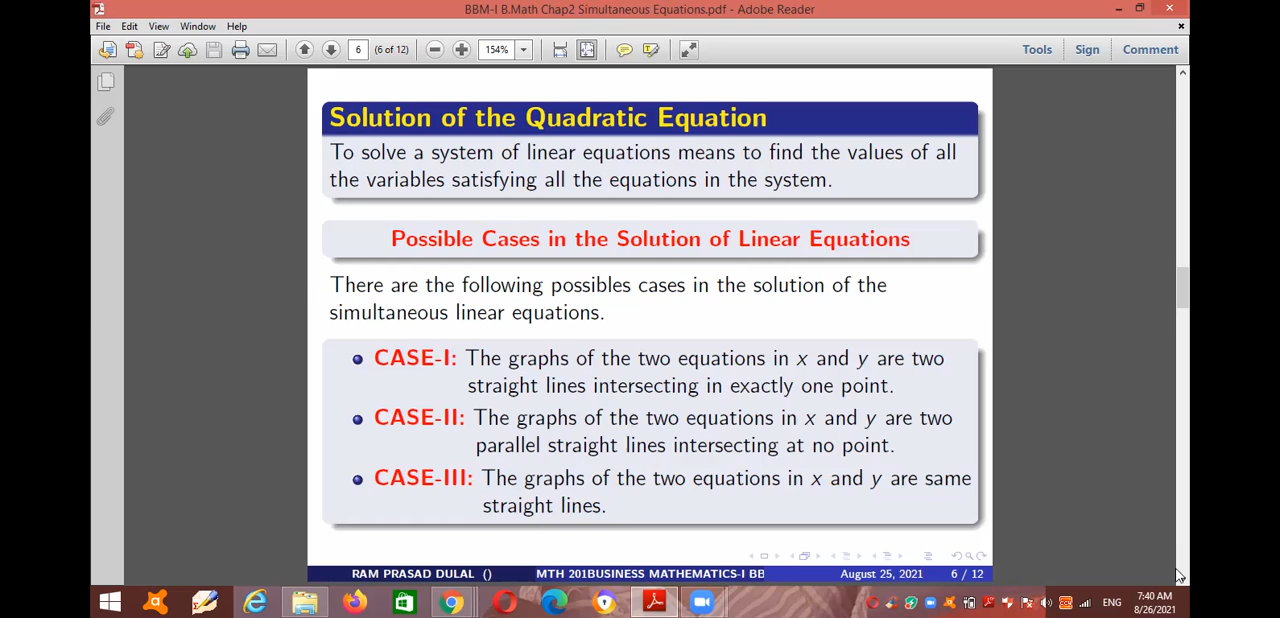 BBM-I B.Math Chap2 Simultaneous Equations.pdf - Adobe Reader
File Edit View Window Help
6 (6 of 12) 154% Tools Sign Comment
Solution of the Quadratic Equation
To solve a system of linear equations means to find the values of all
the variables satisfying all the equations in the system.
Possible Cases in the Solution of Linear Equations
There are the following possibles cases in the solution of the
simultaneous linear equations.
CASE-I: The graphs of the two equations in x and y are two
straight lines intersecting in exactly one point.
CASE-II: The graphs of the two equations in x and y are two
parallel straight lines intersecting at no point.
CASE-III: The graphs of the two equations in x and y are same
straight lines.
RAM PRASAD DULAL () MTH 201BUSINESS MATHEMATICS-I BB August 25, 2021 6 / 12
ENG 7:40 AM
8/26/2021